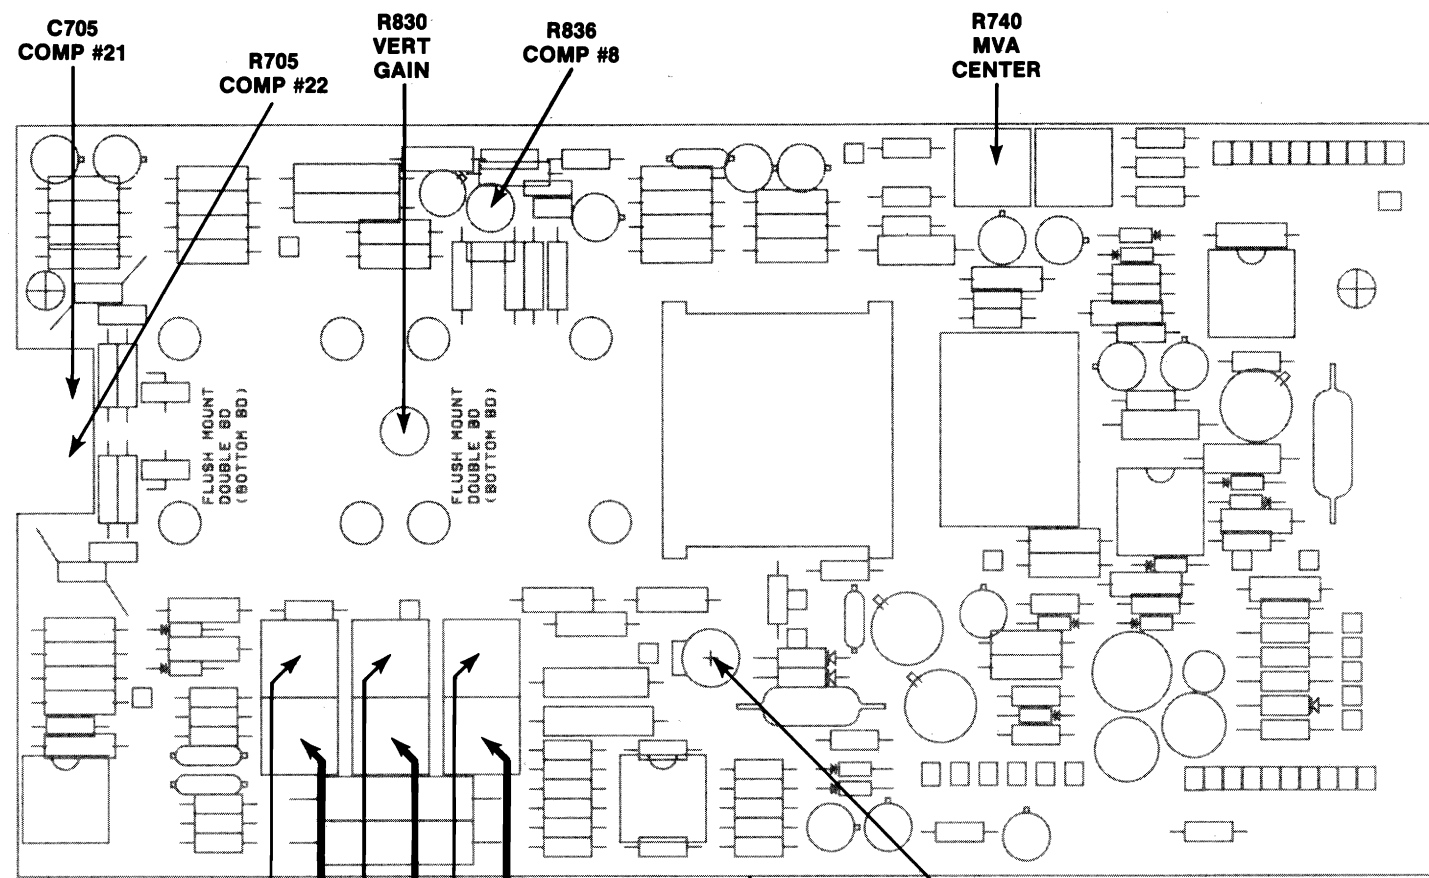 C705
COMP #21
R705
COMP #22
R830
VERT
GAIN
R836
COMP #8
R740
MVA
CENTER
FLUSH MOUNT
DOUBLE BD
(BOTTOM BD)
FLUSH MOUNT
DOUBLE BD
(BOTTOM BD)